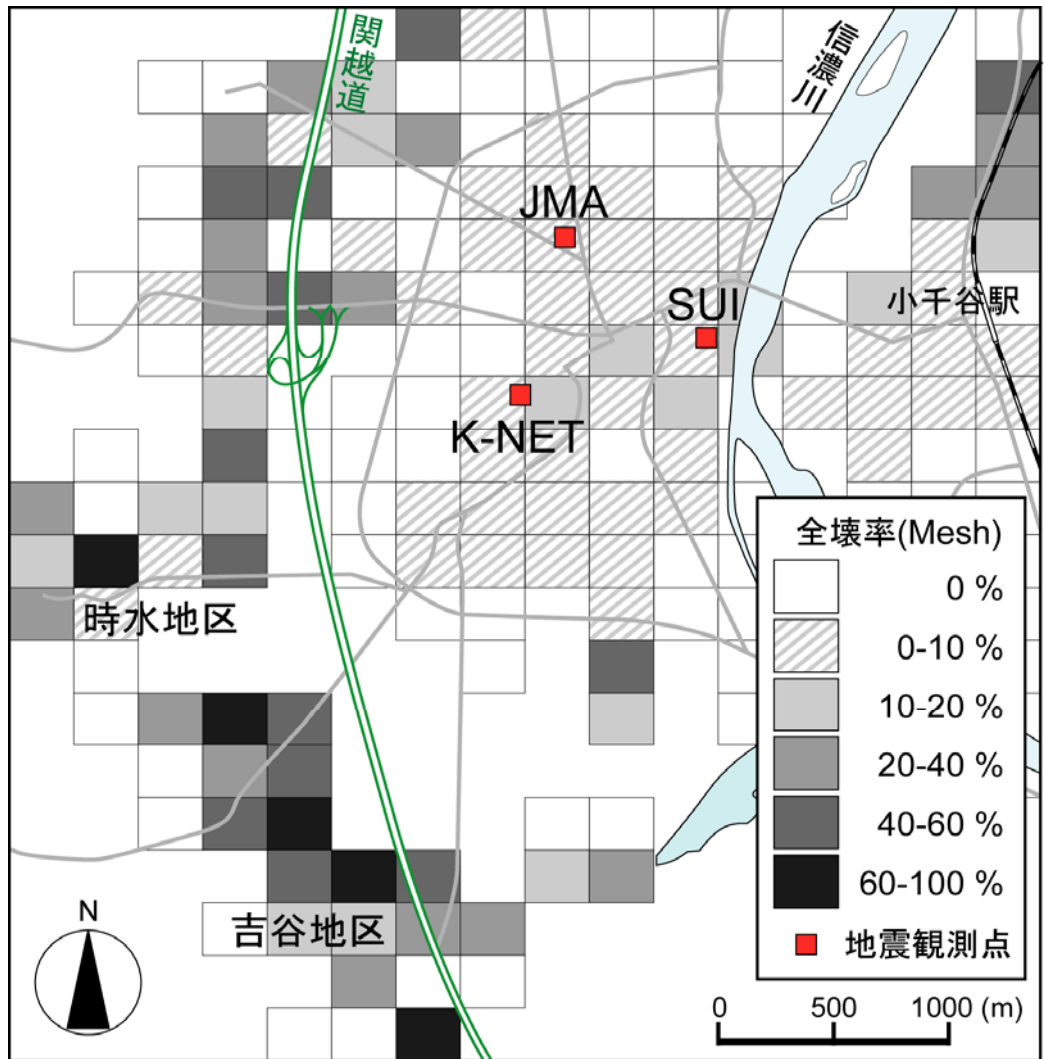 関越道
信濃川
JMA
SUI
小千谷駅
K-NET
時水地区
吉谷地区
N
全壊率(Mesh)
0 %
0-10 %
10-20 %
20-40 %
40-60 %
60-100 %
地震観測点
0 500 1000 (m)